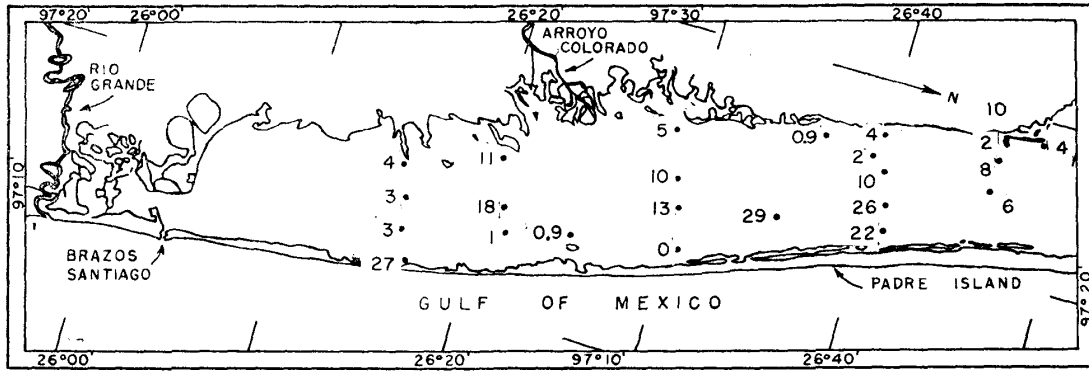 97°20' 26°00' 26°20' 97°30' 26°40'
ARROYO
COLORADO
RIO
GRANDE
N
10
5 0.9 4 2 4
4 11 2 8
10 10
3 18 13 29 26 6
3 1 0.9 22
27 0
97°10'
BRAZOS
SANTIAGO
PADRE ISLAND
GULF OF MEXICO
97°20'
26°00' 26°20' 97°10' 26°40'